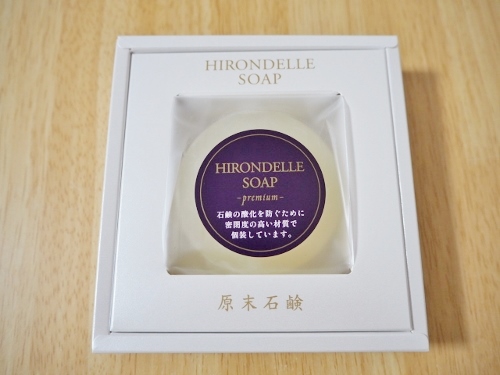 HIRONDELLE
SOAP
HIRONDELLE
SOAP
-premium-
石鹸の酸化を防ぐために
密閉度の高い材質で
個装しています。
原末石鹸